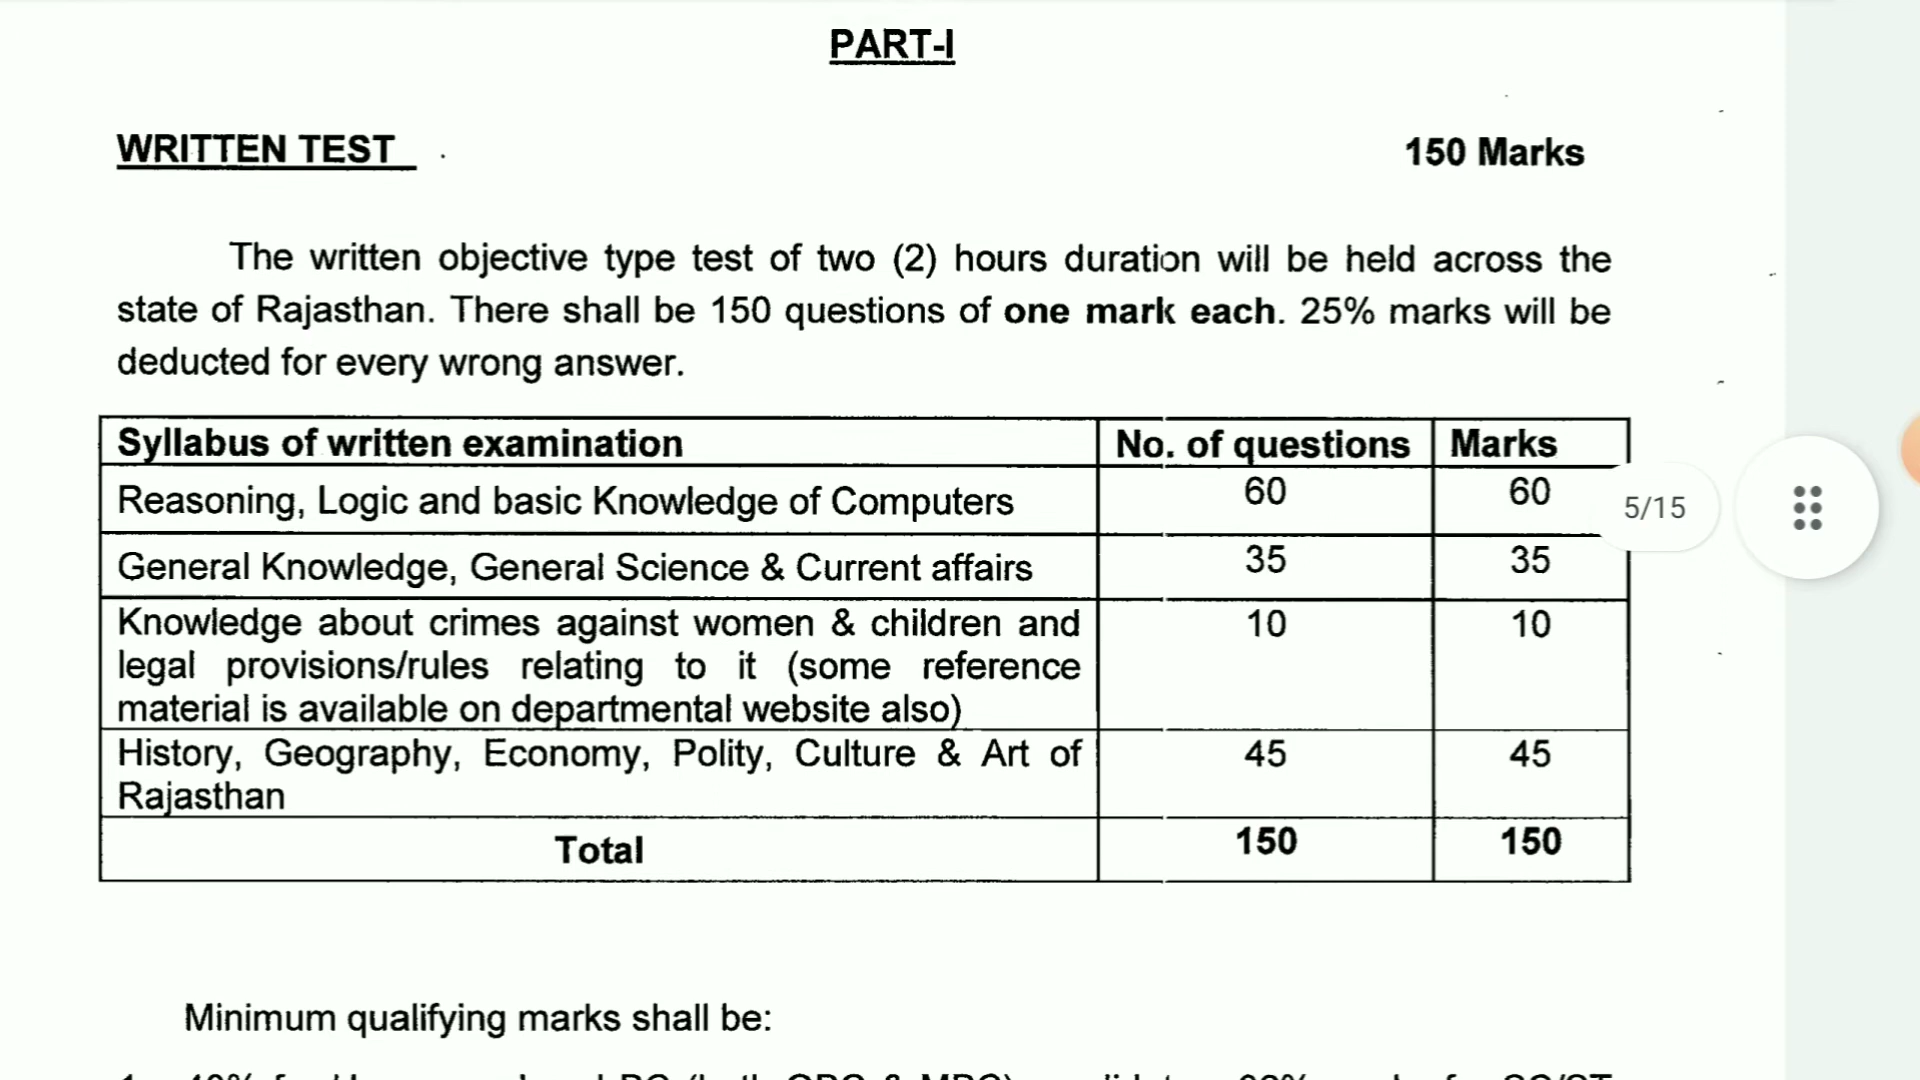 PART-I
WRITTEN TEST
150 Marks
The written objective type test of two (2) hours duration will be held across the
state of Rajasthan. There shall be 150 questions of one mark each. 25% marks will be
deducted for every wrong answer.
Syllabus of written examination No. of questions Marks
Reasoning, Logic and basic Knowledge of Computers 60 60
5/15
General Knowledge, General Science & Current affairs 35 35
Knowledge about crimes against women & children and 10 10
legal provisions/rules relating to it (some reference
material is available on departmental website also)
History, Geography, Economy, Polity, Culture & Art of 45 45
Rajasthan
Total 150 150
Minimum qualifying marks shall be: